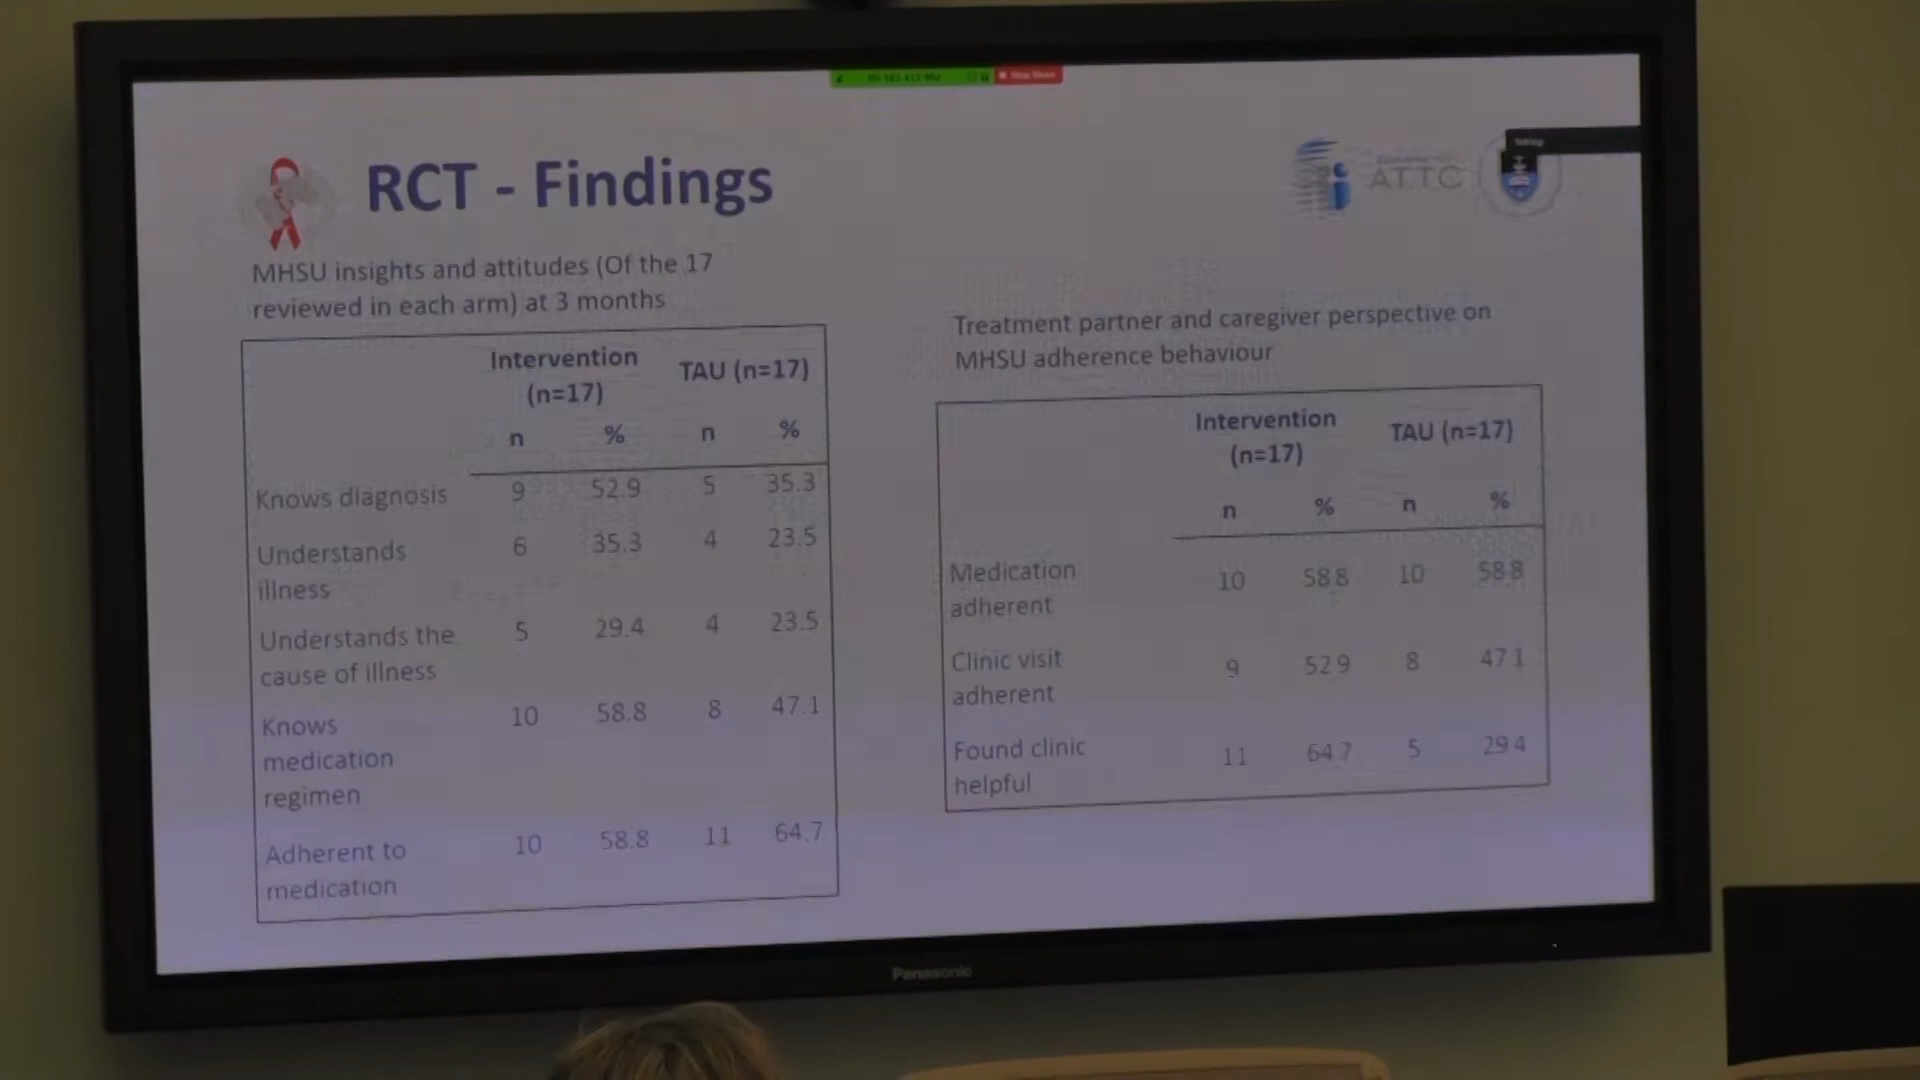 RCT - Findings
ATTC
MHSU insights and attitudes (Of the 17
reviewed in each arm) at 3 months
Intervention
(n=17)
TAU (n=17)
n % n %
Knows diagnosis 9 52.9 5 35.3
Understands
illness
6 35.3 4 23.5
Understands the
cause of illness
5 29.4 4 23.5
Knows
medication
regimen
10 58.8 8 47.1
Adherent to
medication
10 58.8 11 64.7
Treatment partner and caregiver perspective on
MHSU adherence behaviour
Intervention
(n=17)
TAU (n=17)
n % n %
Medication
adherent
10 58.8 10 58.8
Clinic visit
adherent
9 52.9 8 47.1
Found clinic
helpful
11 64.7 5 29.4
Panasonic